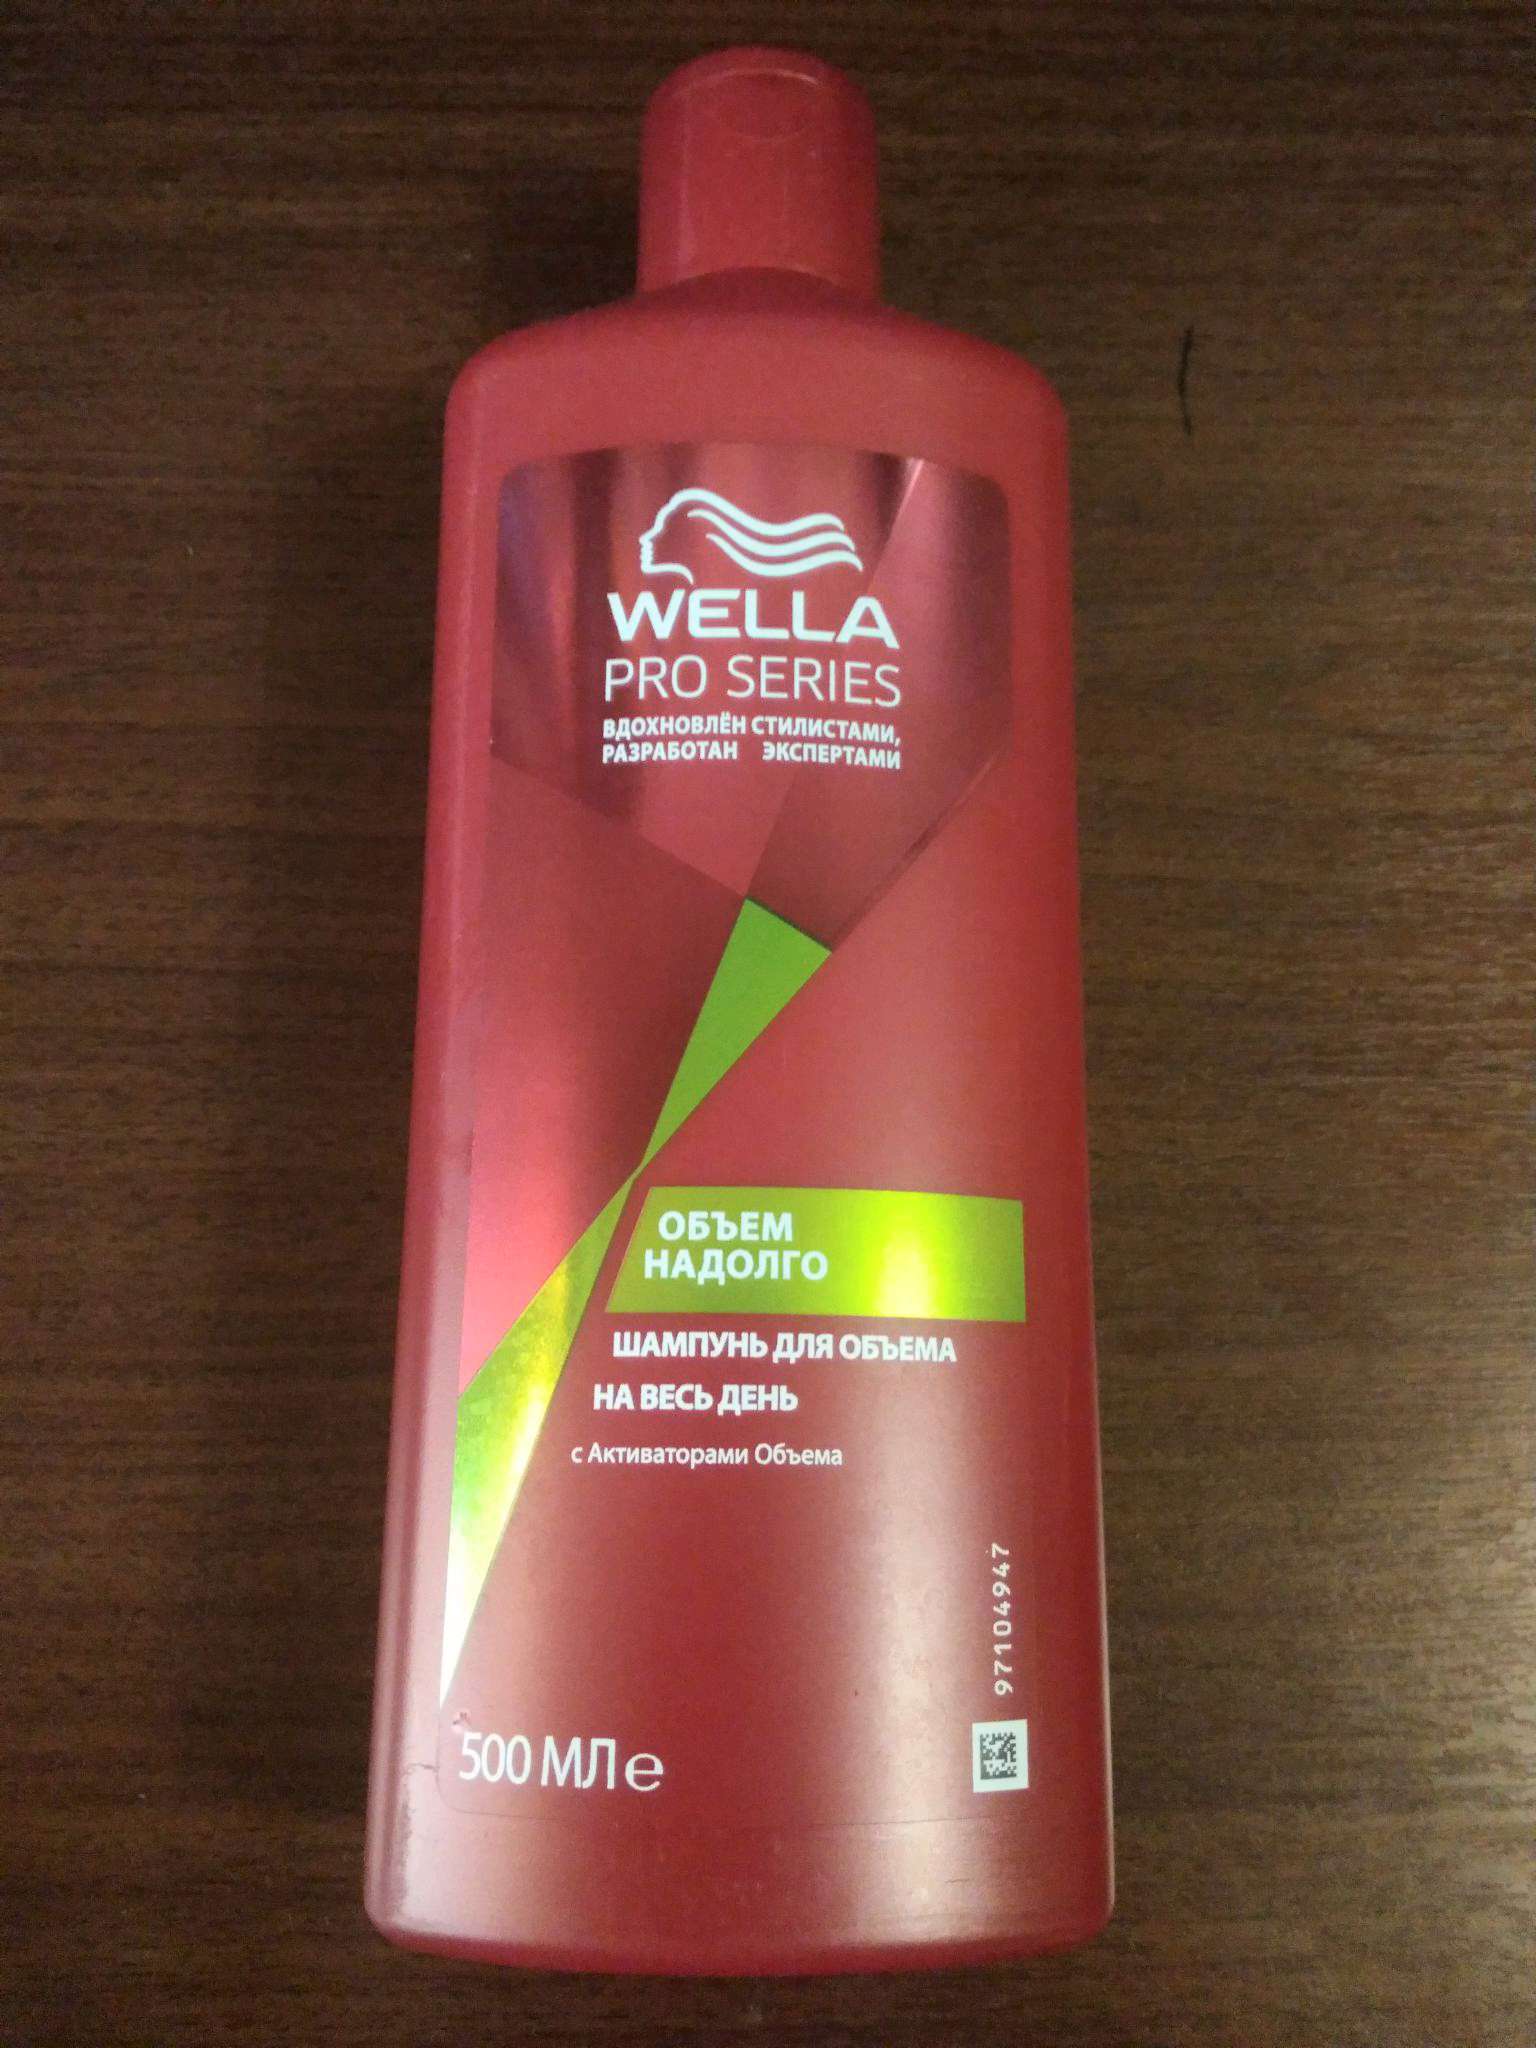 WELLA
PRO SERIES
ВДОХНОВЛЁН СТИЛИСТАМИ,
РАЗРАБОТАН ЭКСПЕРТАМИ
ОБЪЕМ
НАДОЛГО
ШАМПУНЬ ДЛЯ ОБЪЕМА
НА ВЕСЬ ДЕНЬ
с Активаторами Объема
97104947
500 МЛ e